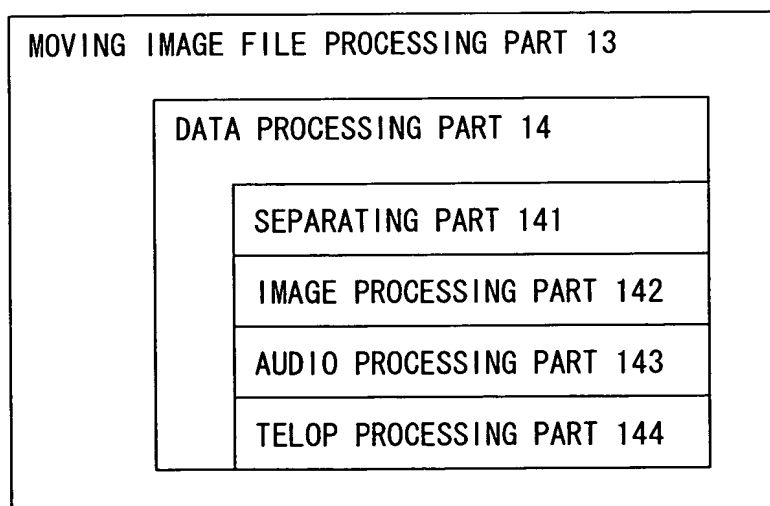 MOVING IMAGE FILE PROCESSING PART 13
DATA PROCESSING PART 14
SEPARATING PART 141
IMAGE PROCESSING PART 142
AUDIO PROCESSING PART 143
TELOP PROCESSING PART 144